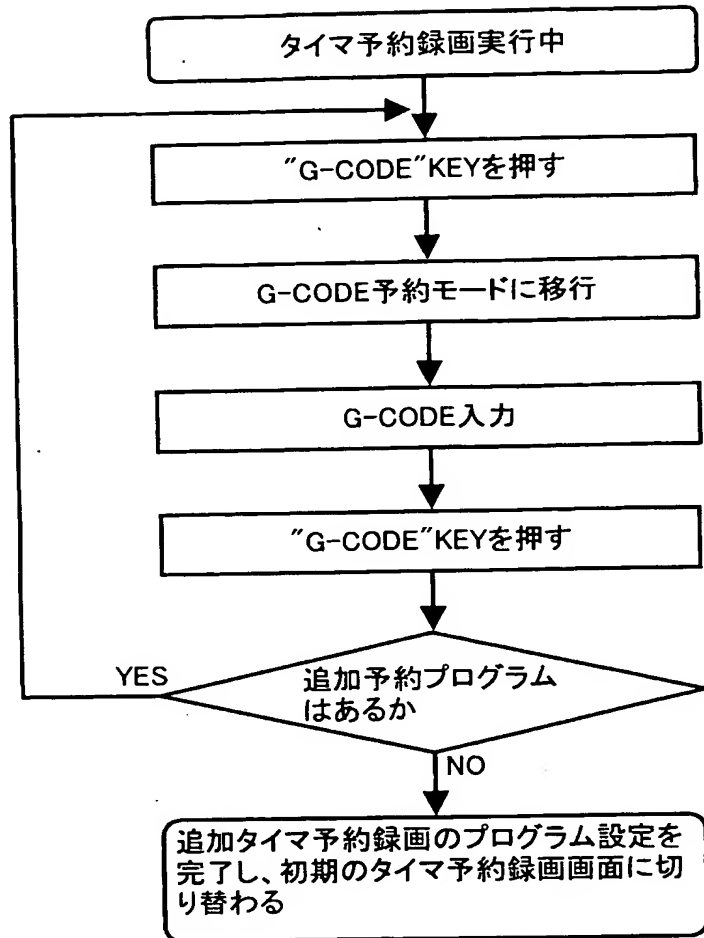 タイマ予約録画実行中
"G-CODE"KEYを押す
G-CODE予約モードに移行
G-CODE入力
"G-CODE"KEYを押す
追加予約プログラム
はあるか
YES
NO
追加タイマ予約録画のプログラム設定を
完了し、初期のタイマ予約録画画面に切
り替わる